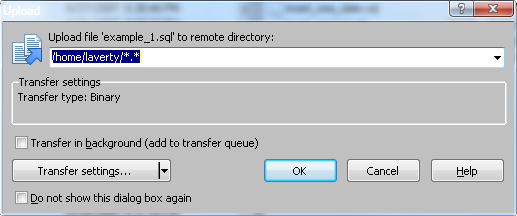 Upload
Upload file 'example_1.sql' to remote directory:
/home/laverty/*.*
Transfer settings
Transfer type: Binary
Transfer in background (add to transfer queue)
Transfer settings... OK Cancel Help
Do not show this dialog box again